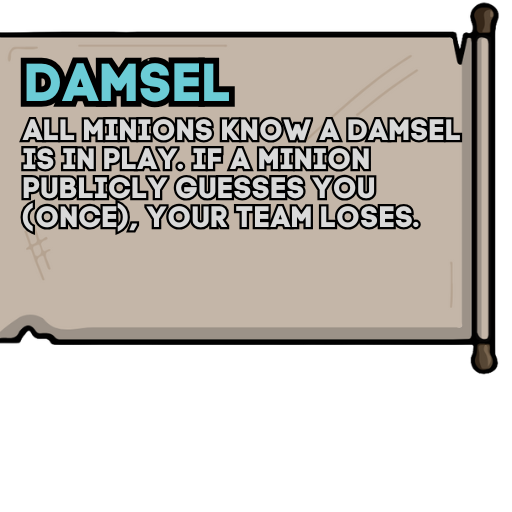 DAMSEL
ALL MINIONS KNOW A DAMSEL
IS IN PLAY. IF A MINION
PUBLICLY GUESSES YOU
(ONCE), YOUR TEAM LOSES.